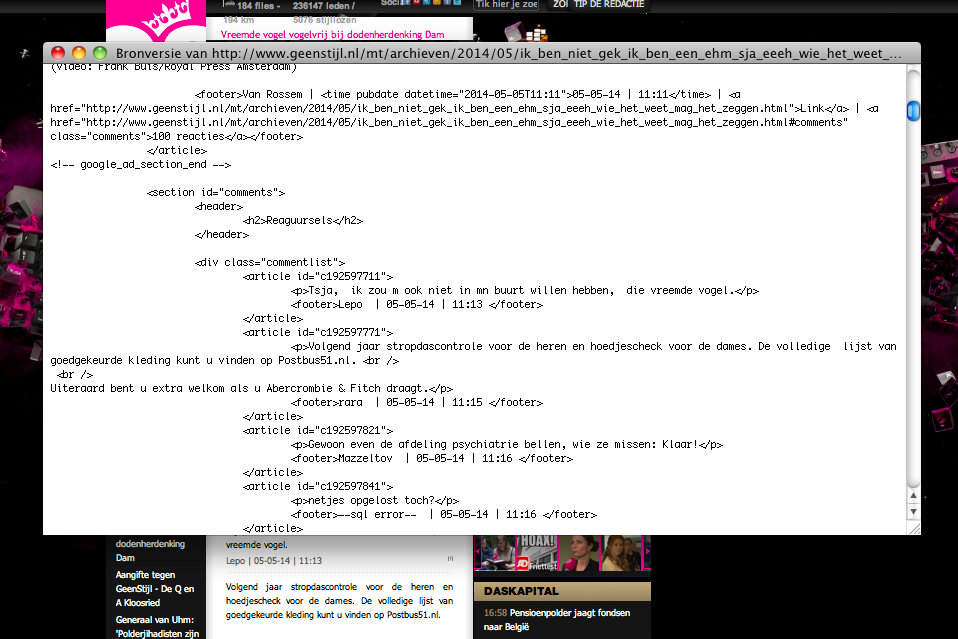 184 files -
236147 leden /
194 km
5076 stijllozen
Tik hier je zoe
ZOI
TIP DE REDACTIE
Vreemde vogel vogelvrij bij dodenherdenking Dam
Bronversie van http://www.geenstijl.nl/mt/archieven/2014/05/ik_ben_niet_gek_ik_ben_een_ehm_sja_eeeh_wie_het_weet_...
(video: Frank Buis/Royal Press Amsterdam)
<footer>Van Rossem | <time pubdate datetime="2014-05-05T11:11">05-05-14 | 11:11</time> | <a
href="http://www.geenstijl.nl/mt/archieven/2014/05/ik_ben_niet_gek_ik_ben_een_ehm_sja_eeeh_wie_het_weet_mag_het_zeggen.html">Link</a> | <a
href="http://www.geenstijl.nl/mt/archieven/2014/05/ik_ben_niet_gek_ik_ben_een_ehm_sja_eeeh_wie_het_weet_mag_het_zeggen.html#comments"
class="comments">100 reacties</a></footer>
</article>
<!-- google_ad_section_end -->
<section id="comments">
<header>
<h2>Reaguursels</h2>
</header>
<div class="commentlist">
<article id="c192597711">
<p>Tsja,  ik zou m ook niet in mn buurt willen hebben,  die vreemde vogel.</p>
<footer>Lepo  | 05-05-14 | 11:13 </footer>
</article>
<article id="c192597771">
<p>Volgend jaar stropdascontrole voor de heren en hoedjescheck voor de dames. De volledige  lijst van
goedgekeurde kleding kunt u vinden op Postbus51.nl. <br />
<br />
Uiteraard bent u extra welkom als u Abercrombie & Fitch draagt.</p>
<footer>rara  | 05-05-14 | 11:15 </footer>
</article>
<article id="c192597821">
<p>Gewoon even de afdeling psychiatrie bellen, wie ze missen: Klaar!</p>
<footer>Mazzeltov  | 05-05-14 | 11:16 </footer>
</article>
<article id="c192597841">
<p>netjes opgelost toch?</p>
<footer>--sql error--  | 05-05-14 | 11:16 </footer>
</article>
dodenherdenking
Dam
Aangifte tegen
GeenStijl - De Q en
A Kloosried
Generaal van Uhm:
'Polderjihadisten zijn
vreemde vogel.
Lepo | 05-05-14 | 11:13
Volgend jaar stropdascontrole voor de heren en
hoedjescheck voor de dames. De volledige lijst van
goedgekeurde kleding kunt u vinden op Postbus51.nl.
HOAX!
AD
DASKAPITAL
16:58 Pensioenpolder jaagt fondsen
naar België